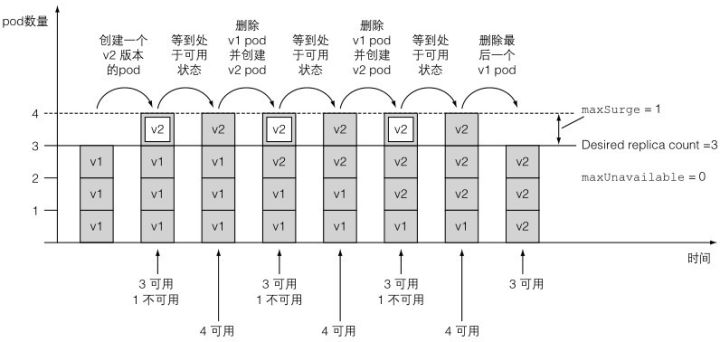 pod数量
创建一个
v2 版本
的pod
等到处
于可用
状态
删除
v1 pod
并创建
v2 pod
等到处
于可用
状态
删除
v1 pod
并创建
v2 pod
等到处
于可用
状态
删除最
后一个
v1 pod
4
3
2
1
v2 v2 v2 v2 v2 v2
v1 v1 v1 v2 v2 v2 v2 v2
v1 v1 v1 v1 v1 v2 v2 v2
v1 v1 v1 v1 v1 v1 v1 v2
maxSurge = 1
Desired replica count =3
maxUnavailable = 0
时间
3 可用
1 不可用
4 可用
3 可用
1 不可用
4 可用
3 可用
1 不可用
4 可用
3 可用